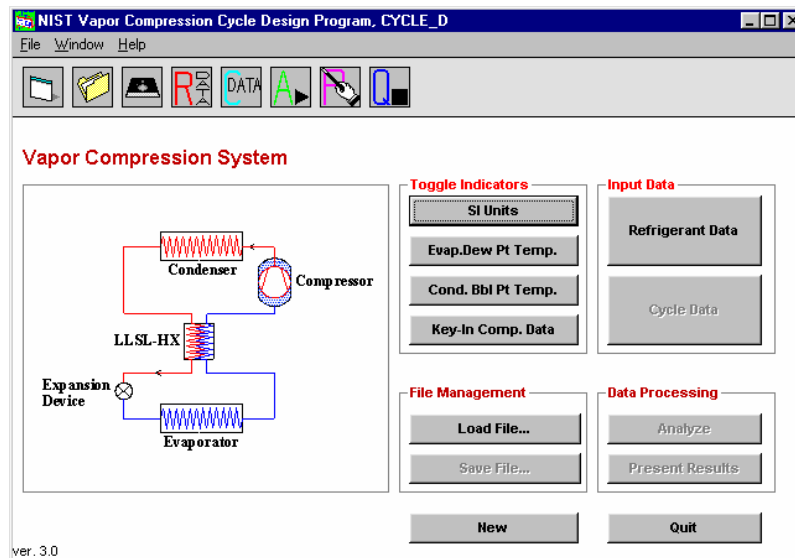 NIST Vapor Compression Cycle Design Program, CYCLE_D
File Window Help
R DATA C DATA A P Q
Vapor Compression System
Condenser
Compressor
LLSL-HX
Expansion
Device
Evaporator
Toggle Indicators
SI Units
Evap.Dew Pt Temp.
Cond. Bbl Pt Temp.
Key-In Comp. Data
Input Data
Refrigerant Data
Cycle Data
File Management
Load File...
Save File...
Data Processing
Analyze
Present Results
New
Quit
ver. 3.0